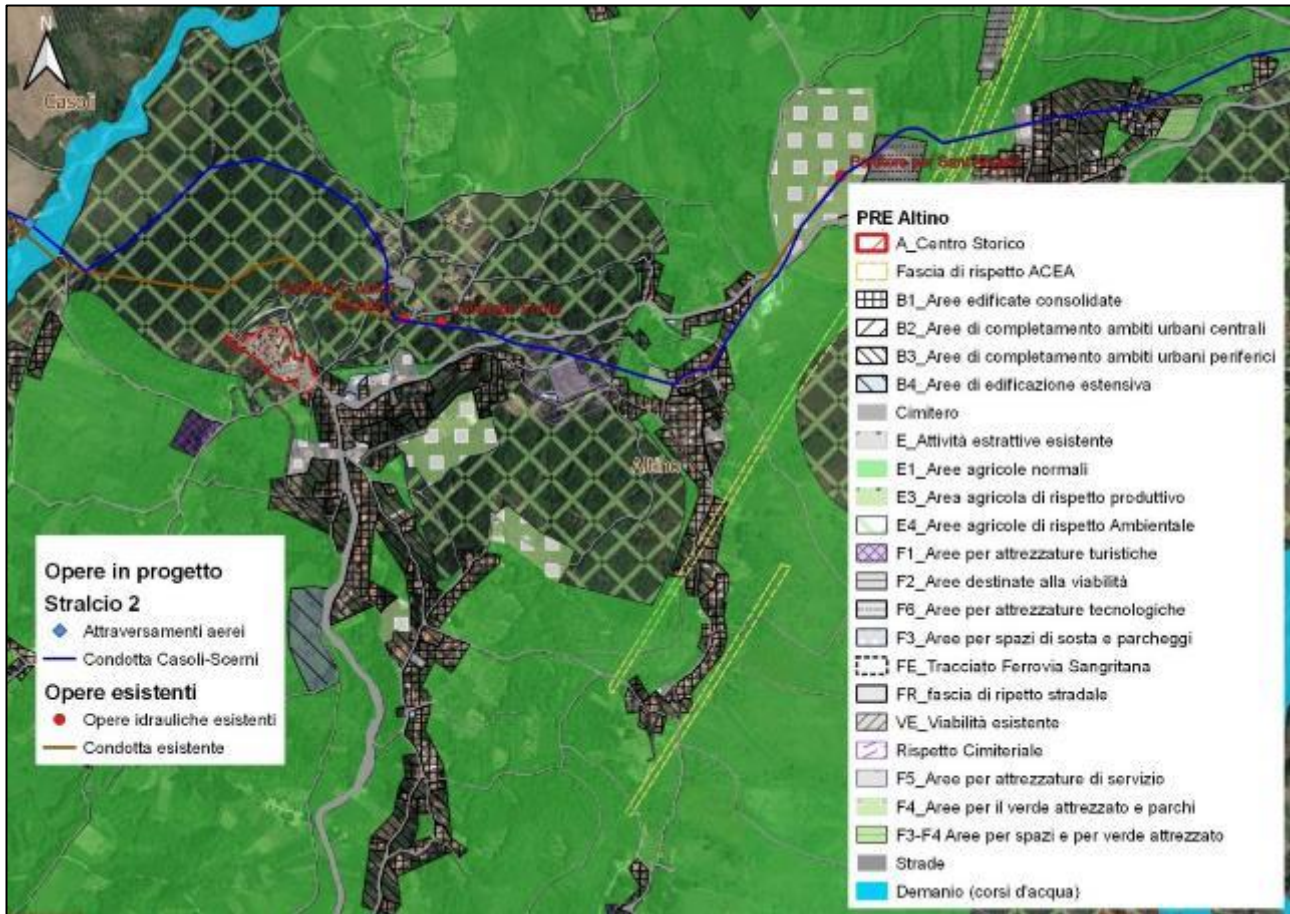 N
Casoli
Altino
PRE Altino
A_Centro Storico
Fascia di rispetto ACEA
B1_Aree edificate consolidate
B2_Aree di completamento ambiti urbani centrali
B3_Aree di completamento ambiti urbani periferici
B4_Aree di edificazione estensiva
Cimitero
E_Attività estrattive esistente
E1_Aree agricole normali
E3_Area agricola di rispetto produttivo
E4_Aree agricole di rispetto Ambientale
F1_Aree per attrezzature turistiche
F2_Aree destinate alla viabilità
F6_Aree per attrezzature tecnologiche
F3_Aree per spazi di sosta e parcheggi
FE_Tracciato Ferrovia Sangritana
FR_fascia di ripetto stradale
VE_Viabilità esistente
Rispetto Cimiteriale
F5_Aree per attrezzature di servizio
F4_Aree per il verde attrezzato e parchi
F3-F4 Aree per spazi e per verde attrezzato
Strade
Demanio (corsi d'acqua)
Opere in progetto
Stralcio 2
Attraversamenti aerei
Condotta Casoli-Scerni
Opere esistenti
Opere idrauliche esistenti
Condotta esistente